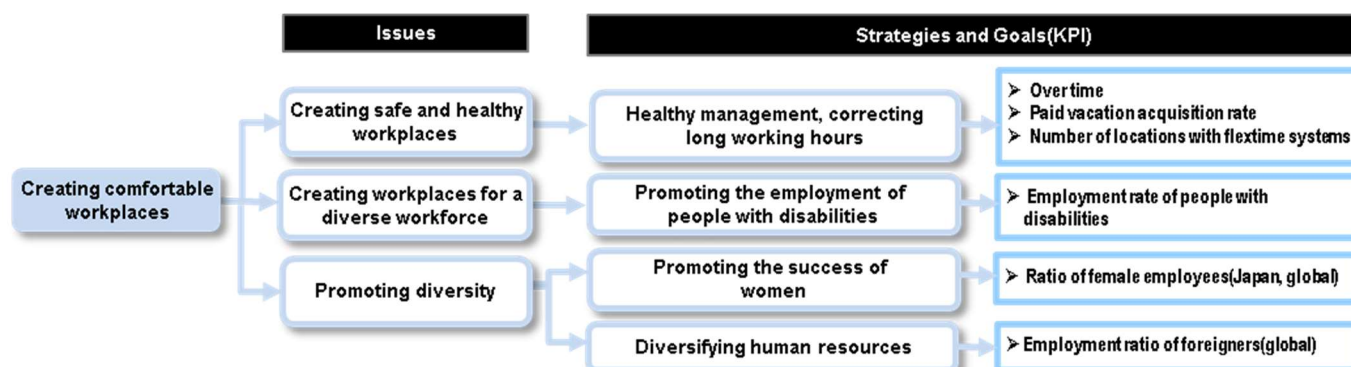 Issues
Strategies and Goals(KPI)
Creating comfortable
workplaces
Creating safe and healthy
workplaces
Healthy management, correcting
long working hours
➢ Overtime
➢ Paid vacation acquisition rate
➢ Number of locations with flextime systems
Creating workplaces for a
diverse workforce
Promoting the employment of
people with disabilities
➢ Employment rate of people with
disabilities
Promoting diversity
Promoting the success of
women
➢ Ratio of female employees(Japan, global)
Diversifying human resources
➢ Employment ratio of foreigners(global)